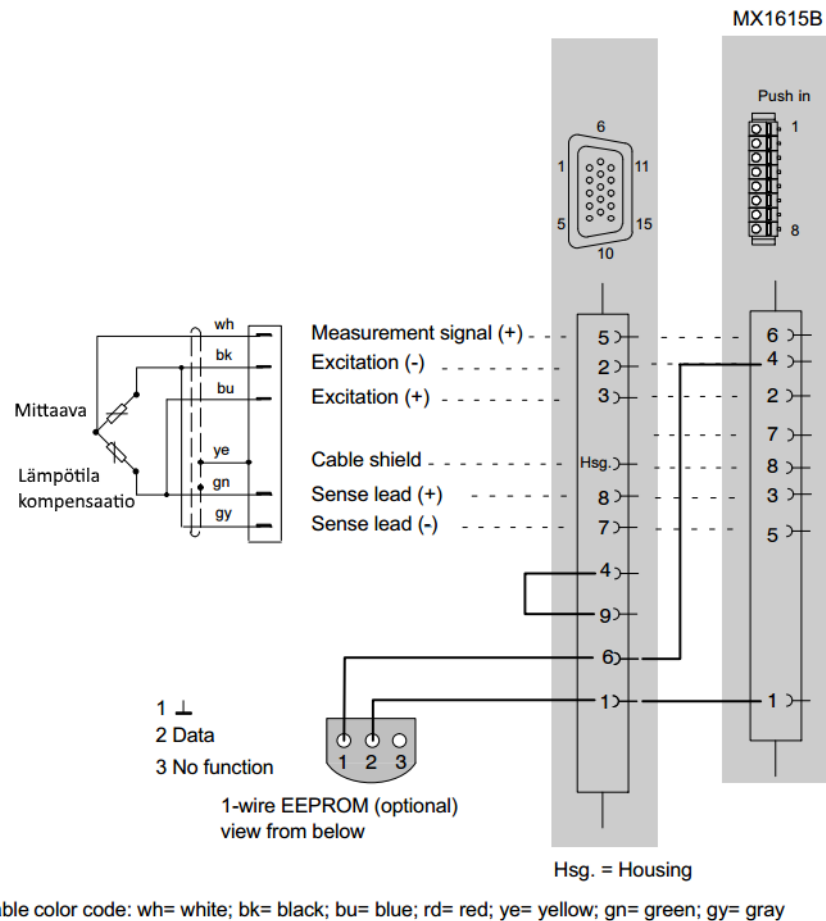 MX1615B
Push in
6
1
1
11
5
15
8
10
wh
Measurement signal (+)
5
6
bk
Excitation (-)
2
4
bu
Excitation (+)
3
2
Mittaava
7
ye
Cable shield
Hsg.
8
Lämpötila
kompensaatio
gn
Sense lead (+)
8
3
gy
Sense lead (-)
7
5
4
9
6
1
1
1 ⊥
2 Data
3 No function
1 2 3
1-wire EEPROM (optional)
view from below
Hsg. = Housing
able color code: wh= white; bk= black; bu= blue; rd= red; ye= yellow; gn= green; gy= gray